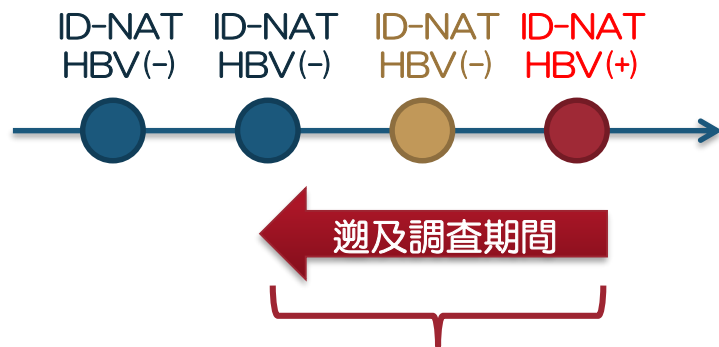 ID-NAT ID-NAT ID-NAT ID-NAT
HBV(-) HBV(-) HBV(-) HBV(+)
遡及調査期間